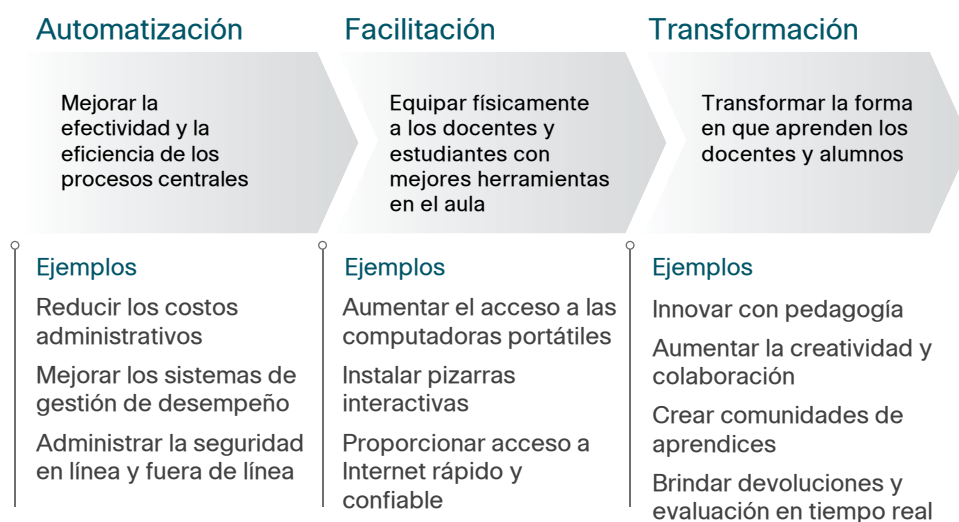 Automatización
Mejorar la
efectividad y la
eficiencia de los
procesos centrales
Ejemplos
Reducir los costos
administrativos
Mejorar los sistemas de
gestión de desempeño
Administrar la seguridad
en línea y fuera de línea
Facilitación
Equipar físicamente
a los docentes y
estudiantes con
mejores herramientas
en el aula
Ejemplos
Aumentar el acceso a las
computadoras portátiles
Instalar pizarras
interactivas
Proporcionar acceso a
Internet rápido y
confiable
Transformación
Transformar la forma
en que aprenden los
docentes y alumnos
Ejemplos
Innovar con pedagogía
Aumentar la creatividad y
colaboración
Crear comunidades de
aprendices
Brindar devoluciones y
evaluación en tiempo real